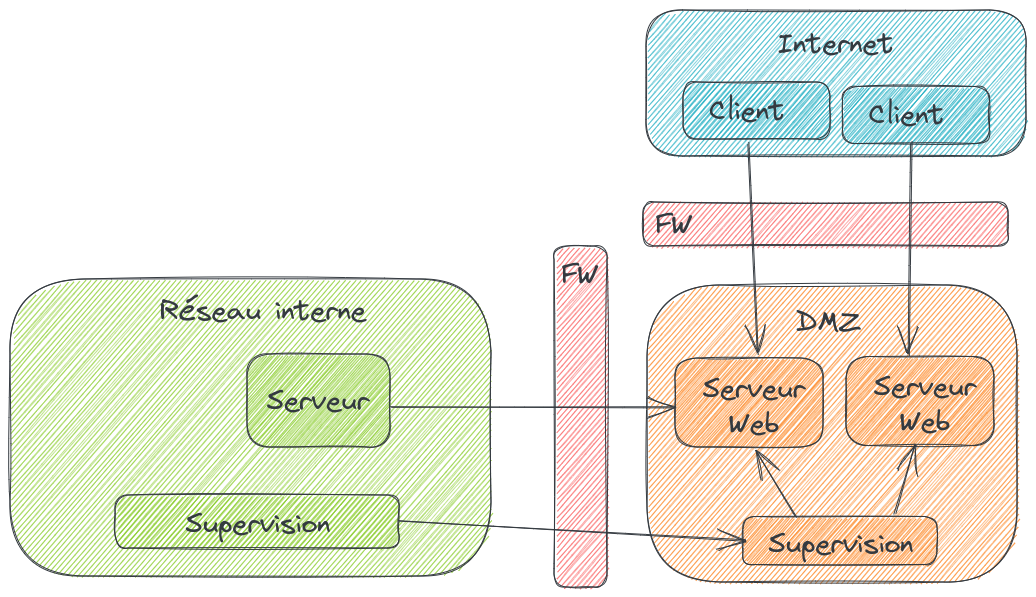 Internet
Client
Client
FW
FW
Réseau interne
DMZ
Serveur
Serveur
Web
Serveur
Web
Supervision
Supervision